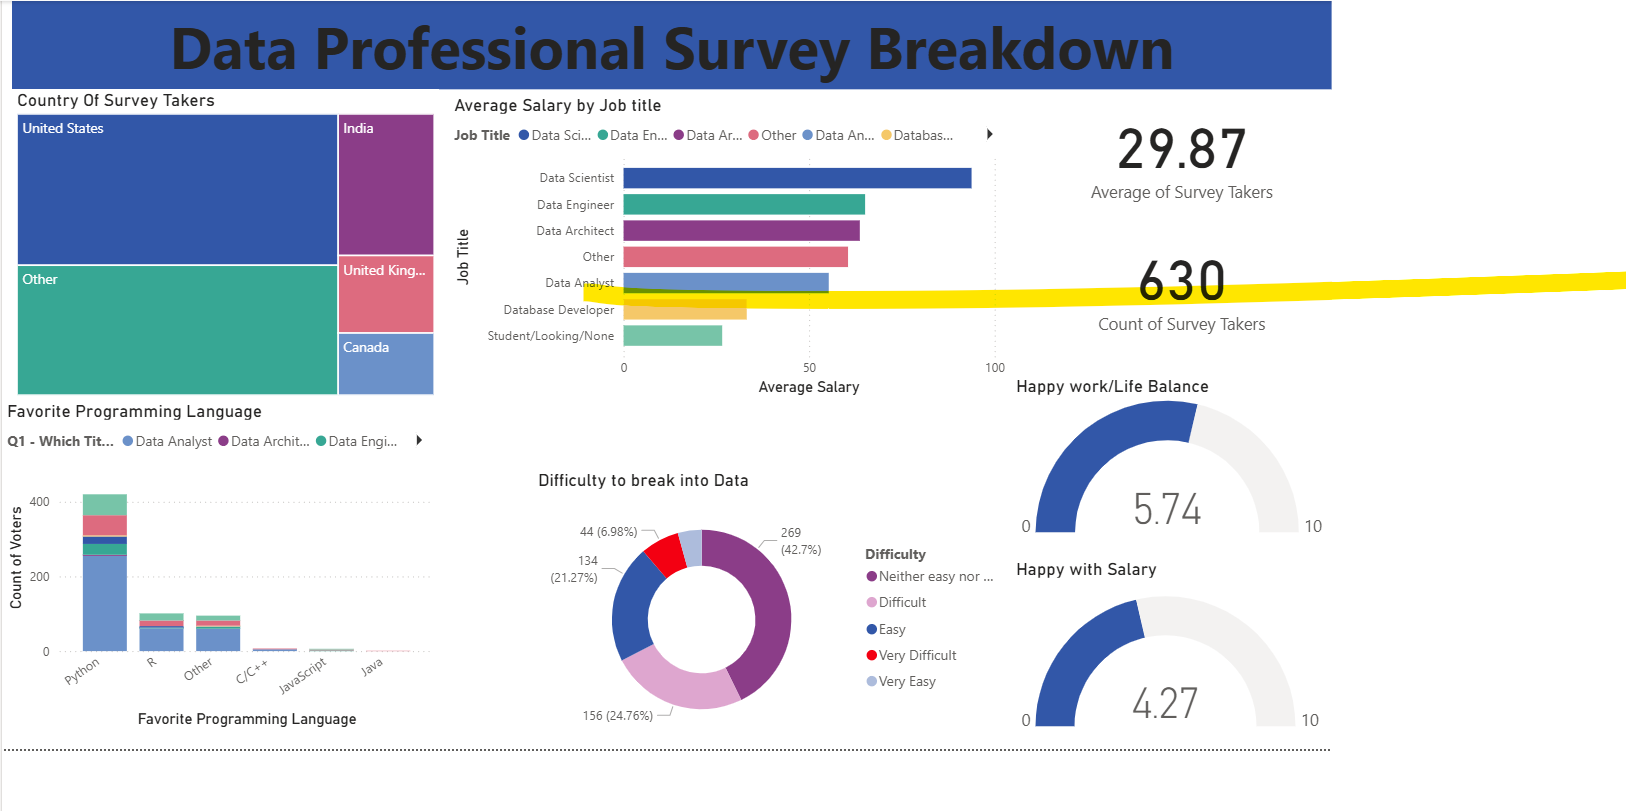 Data Professional Survey Breakdown
Country Of Survey Takers
United States
India
Other
United King...
Canada
Average Salary by Job title
Job Title Data Sci... Data En... Data Ar... Other Data An... Databas...
Job Title
Data Scientist
Data Engineer
Data Architect
Other
Data Analyst
Database Developer
Student/Looking/None
0 50 100
Average Salary
29.87
Average of Survey Takers
630
Count of Survey Takers
Favorite Programming Language
Q1 - Which Tit... Data Analyst Data Archit... Data Engi...
Count of Voters
400
200
0
Python R Other C/C++ JavaScript Java
Favorite Programming Language
Difficulty to break into Data
44 (6.98%)
269
(42.7%)
134
(21.27%)
156 (24.76%)
Difficulty
Neither easy nor ...
Difficult
Easy
Very Difficult
Very Easy
Happy work/Life Balance
5.74
0 10
Happy with Salary
4.27
0 10